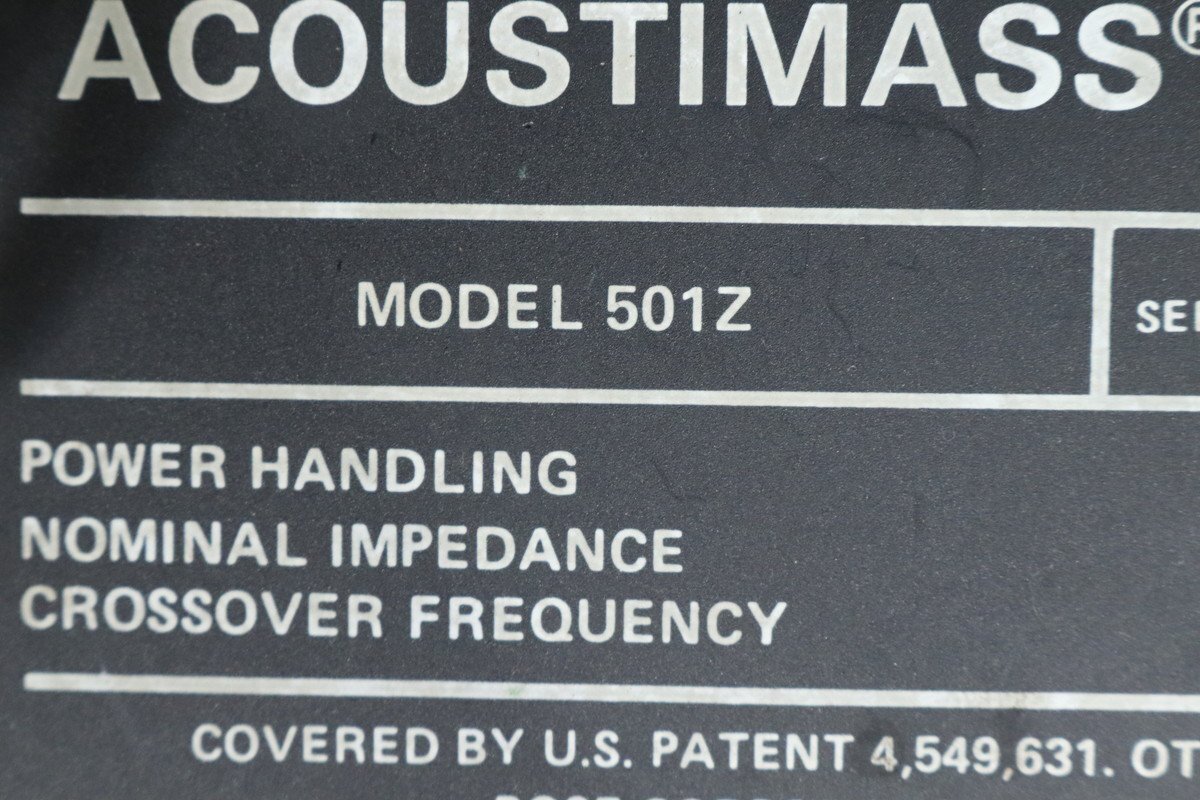 ACOUSTIMASS®
MODEL 501Z
POWER HANDLING
NOMINAL IMPEDANCE
CROSSOVER FREQUENCY
COVERED BY U.S. PATENT 4,549,631.